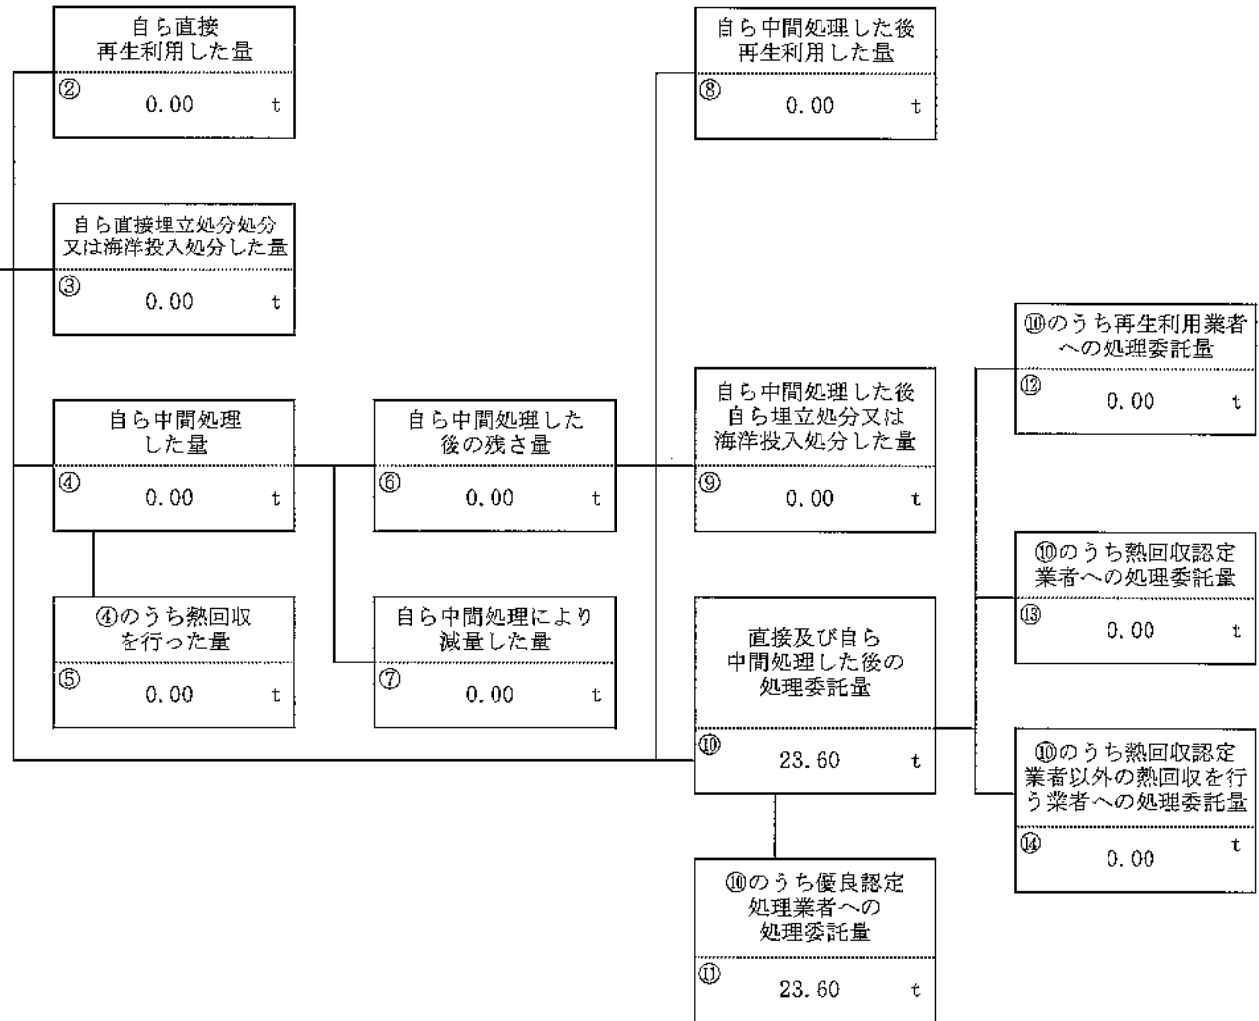 自ら直接
再生利用した量
② 0.00 t
自ら中間処理した後
再生利用した量
⑧ 0.00 t
自ら直接埋立処分処分
又は海洋投入処分した量
③ 0.00 t
自ら中間処理
した量
④ 0.00 t
自ら中間処理した
後の残さ量
⑥ 0.00 t
自ら中間処理した後
自ら埋立処分又は
海洋投入処分した量
⑨ 0.00 t
⑩のうち再生利用業者
への処理委託量
⑫ 0.00 t
④のうち熱回収
を行った量
⑤ 0.00 t
自ら中間処理により
減量した量
⑦ 0.00 t
直接及び自ら
中間処理した後の
処理委託量
⑩ 23.60 t
⑩のうち熱回収認定
業者への処理委託量
⑬ 0.00 t
⑩のうち熱回収認定
業者以外の熱回収を行
う業者への処理委託量
⑭ 0.00 t
⑩のうち優良認定
処理業者への
処理委託量
⑪ 23.60 t